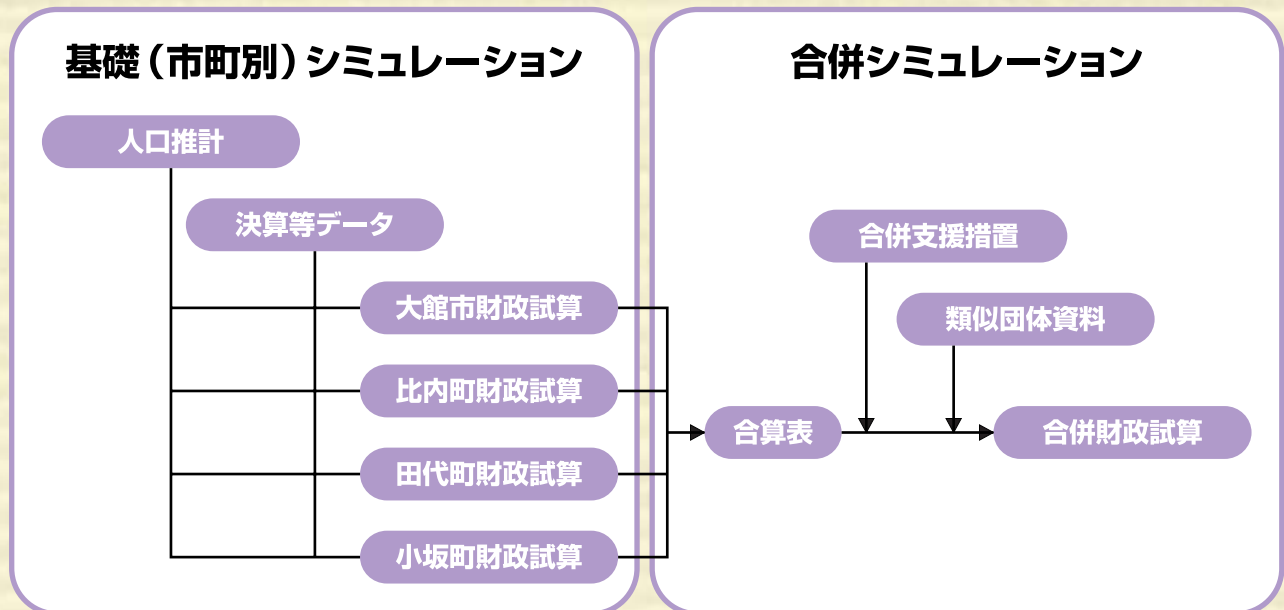 基礎（市町別）シミュレーション
人口推計
決算等データ
大館市財政試算
比内町財政試算
田代町財政試算
小坂町財政試算
合併シミュレーション
合併支援措置
類似団体資料
合算表
合併財政試算